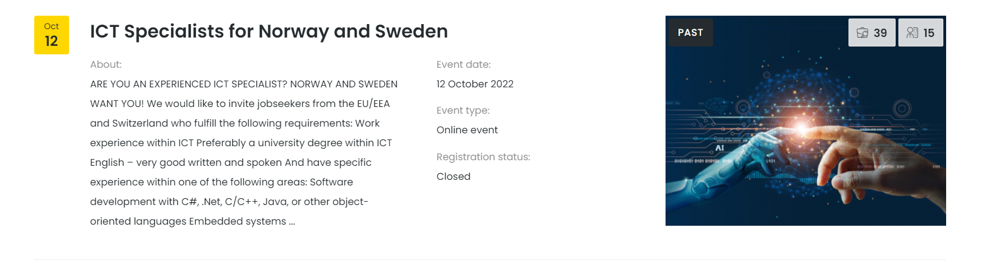 Oct
12
ICT Specialists for Norway and Sweden
About:
ARE YOU AN EXPERIENCED ICT SPECIALIST? NORWAY AND SWEDEN
WANT YOU! We would like to invite jobseekers from the EU/EEA
and Switzerland who fulfill the following requirements: Work
experience within ICT Preferably a university degree within ICT
English – very good written and spoken And have specific
experience within one of the following areas: Software
development with C#, .Net, C/C++, Java, or other object-
oriented languages Embedded systems ...
Event date:
12 October 2022
Event type:
Online event
Registration status:
Closed
PAST
39
15
AI
0101